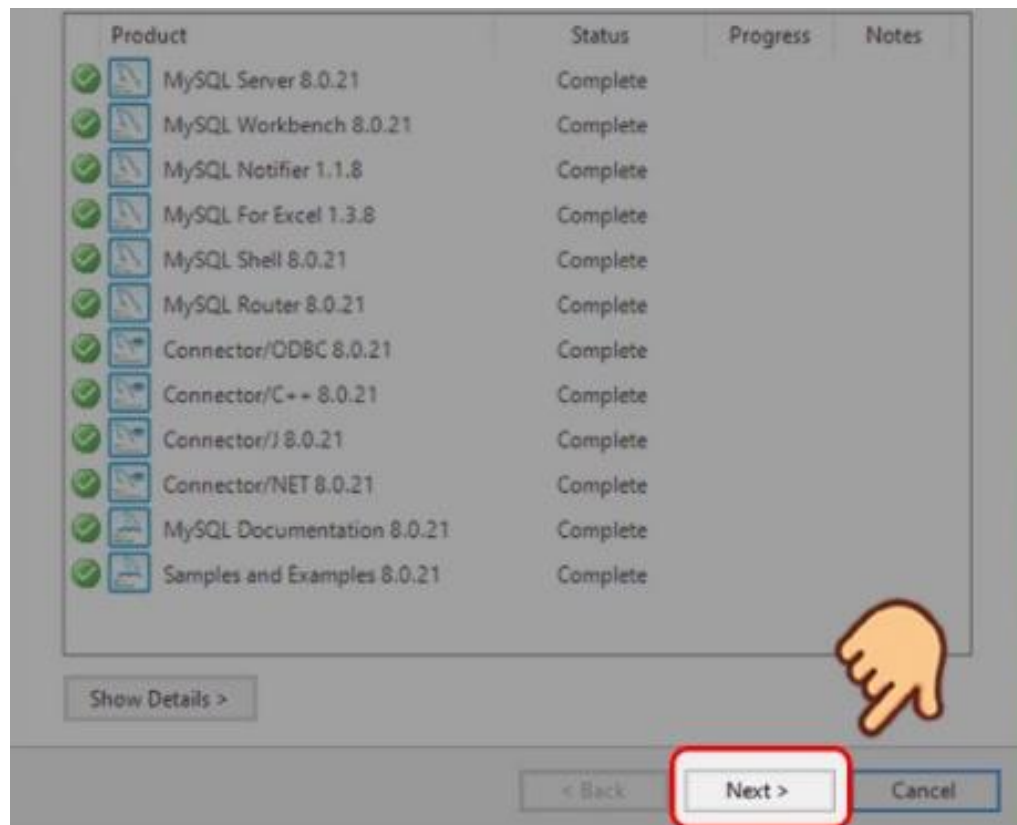 Product Status Progress Notes
MySQL Server 8.0.21 Complete
MySQL Workbench 8.0.21 Complete
MySQL Notifier 1.1.8 Complete
MySQL For Excel 1.3.8 Complete
MySQL Shell 8.0.21 Complete
MySQL Router 8.0.21 Complete
Connector/ODBC 8.0.21 Complete
Connector/C++ 8.0.21 Complete
Connector/J 8.0.21 Complete
Connector/NET 8.0.21 Complete
MySQL Documentation 8.0.21 Complete
Samples and Examples 8.0.21 Complete
Show Details >
< Back Next > Cancel